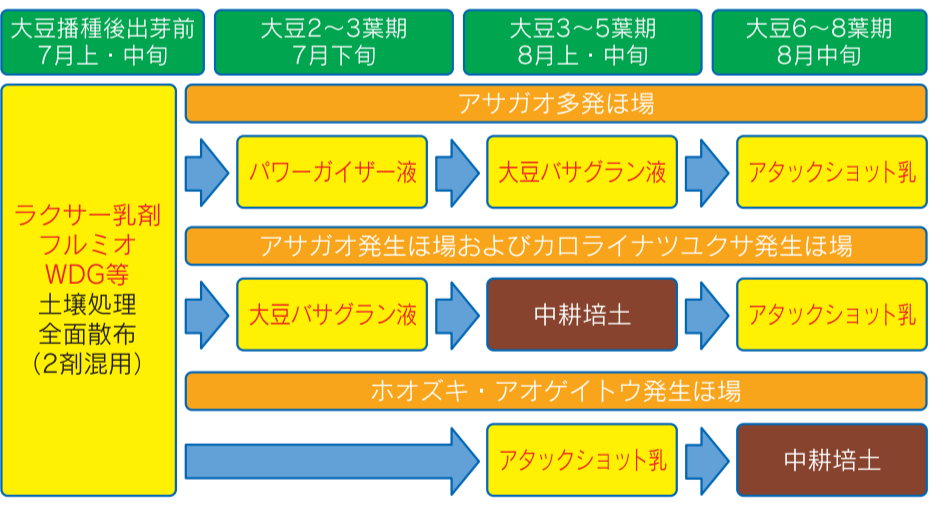 大豆播種後出芽前
7月上・中旬
大豆2～3葉期
7月下旬
大豆3～5葉期
8月上・中旬
大豆6～8葉期
8月中旬
ラクサー乳剤
フルミオ
WDG等
土壌処理
全面散布
（2剤混用）
アサガオ多発ほ場
パワーガイザー液
大豆バサグラン液
アタックショット乳
アサガオ発生ほ場およびカロライナツユクサ発生ほ場
大豆バサグラン液
中耕培土
アタックショット乳
ホオズキ・アオゲイトウ発生ほ場
アタックショット乳
中耕培土